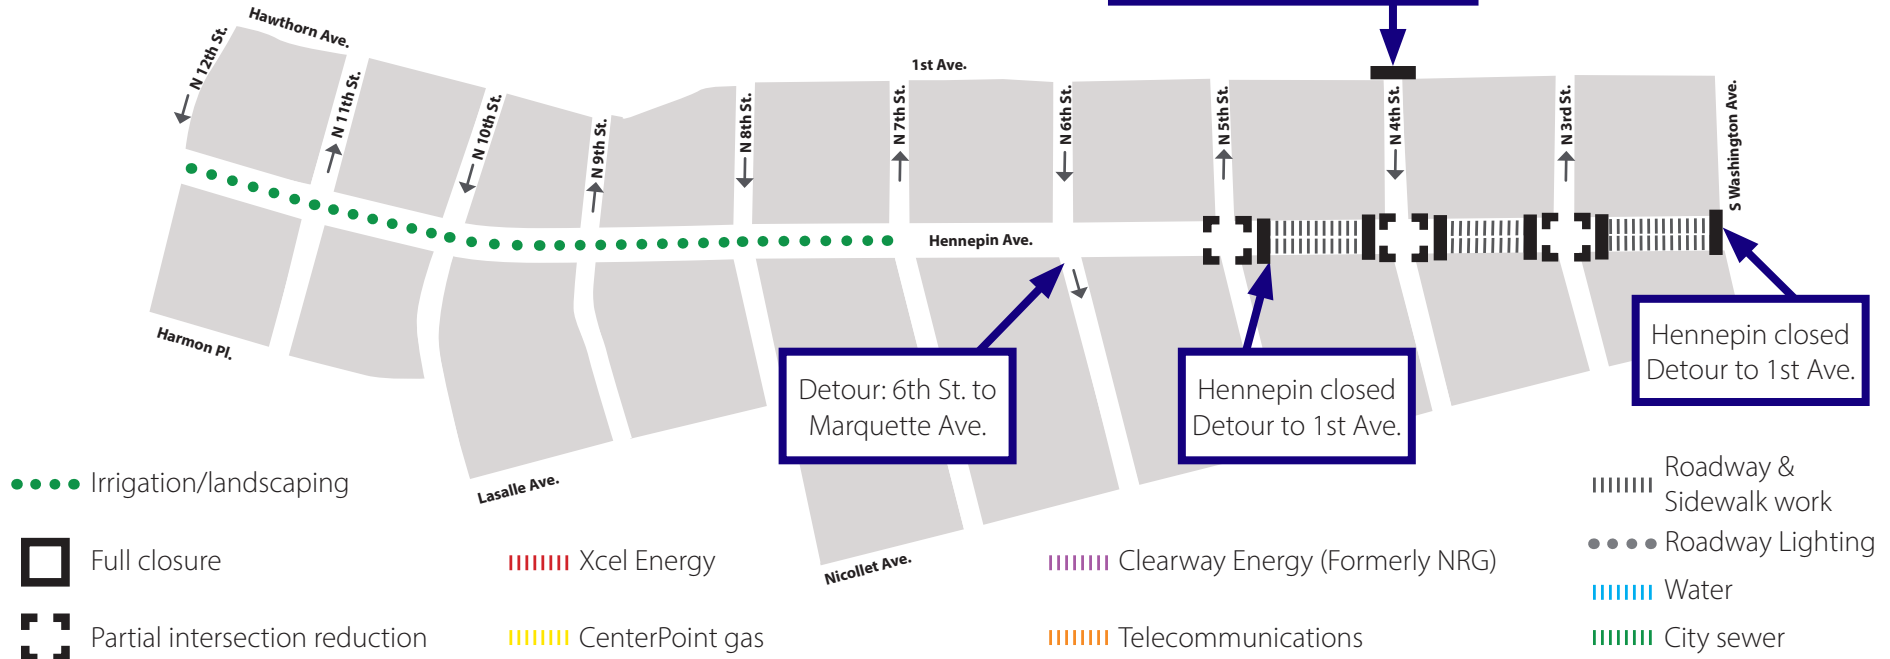 Hawthorn Ave.
N 12th St.
N 11th St.
N 10th St.
N 9th St.
N 8th St.
1st Ave.
N 7th St.
N 6th St.
N 5th St.
N 4th St.
N 3rd St.
S Washington Ave.
Hennepin Ave.
Harmon Pl.
Lasalle Ave.
Nicollet Ave.
Detour: 6th St. to
Marquette Ave.
Hennepin closed
Detour to 1st Ave.
Hennepin closed
Detour to 1st Ave.
Irrigation/landscaping
Full closure
Partial intersection reduction
Xcel Energy
CenterPoint gas
Clearway Energy (Formerly NRG)
Telecommunications
Roadway &
Sidewalk work
Roadway Lighting
Water
City sewer